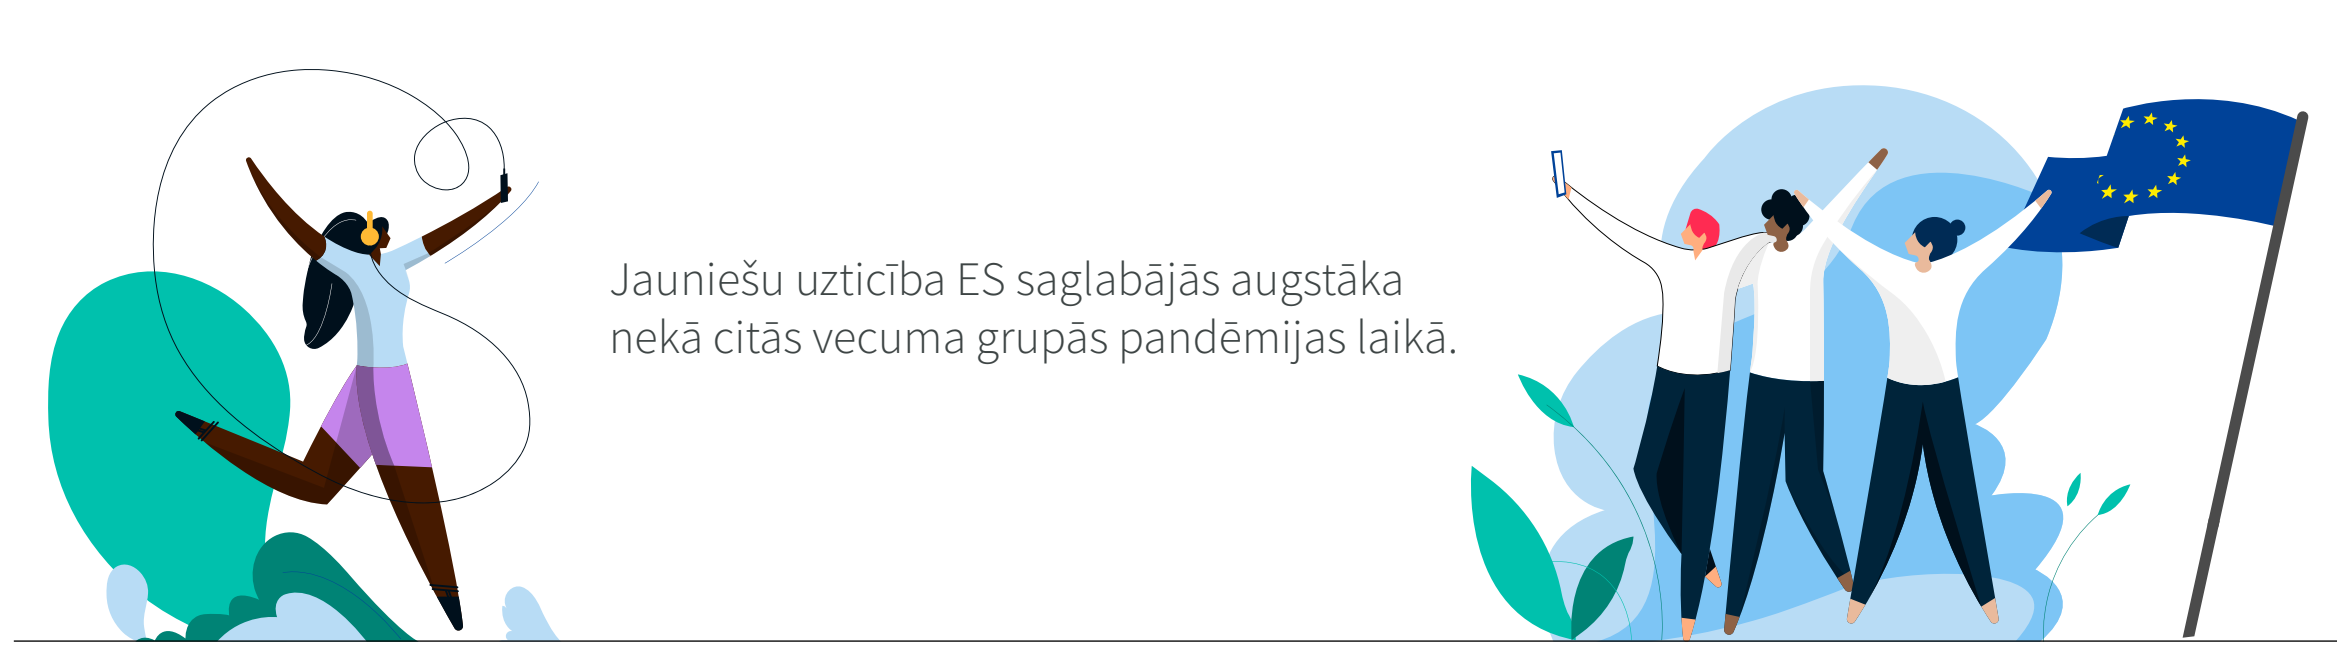 Jauniešu uzticība ES saglabājās augstāka
nekā citās vecuma grupās pandēmijas laikā.